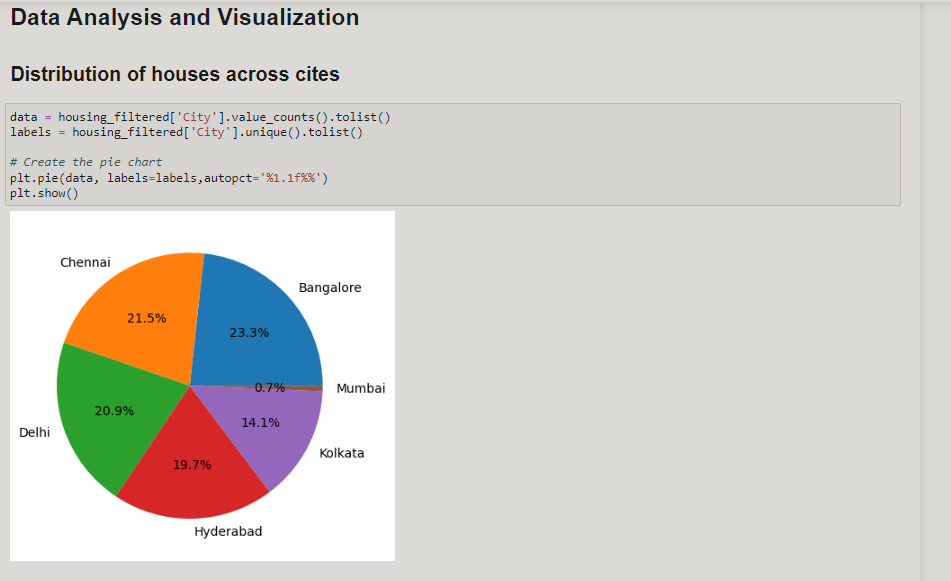 Data Analysis and Visualization
Distribution of houses across cites
data = housing_filtered['City'].value_counts().tolist()
labels = housing_filtered['City'].unique().tolist()
# Create the pie chart
plt.pie(data, labels=labels,autopct='%1.1f%%')
plt.show()
Chennai
Bangalore
21.5%
23.3%
0.7%
Mumbai
20.9%
14.1%
Delhi
Kolkata
19.7%
Hyderabad